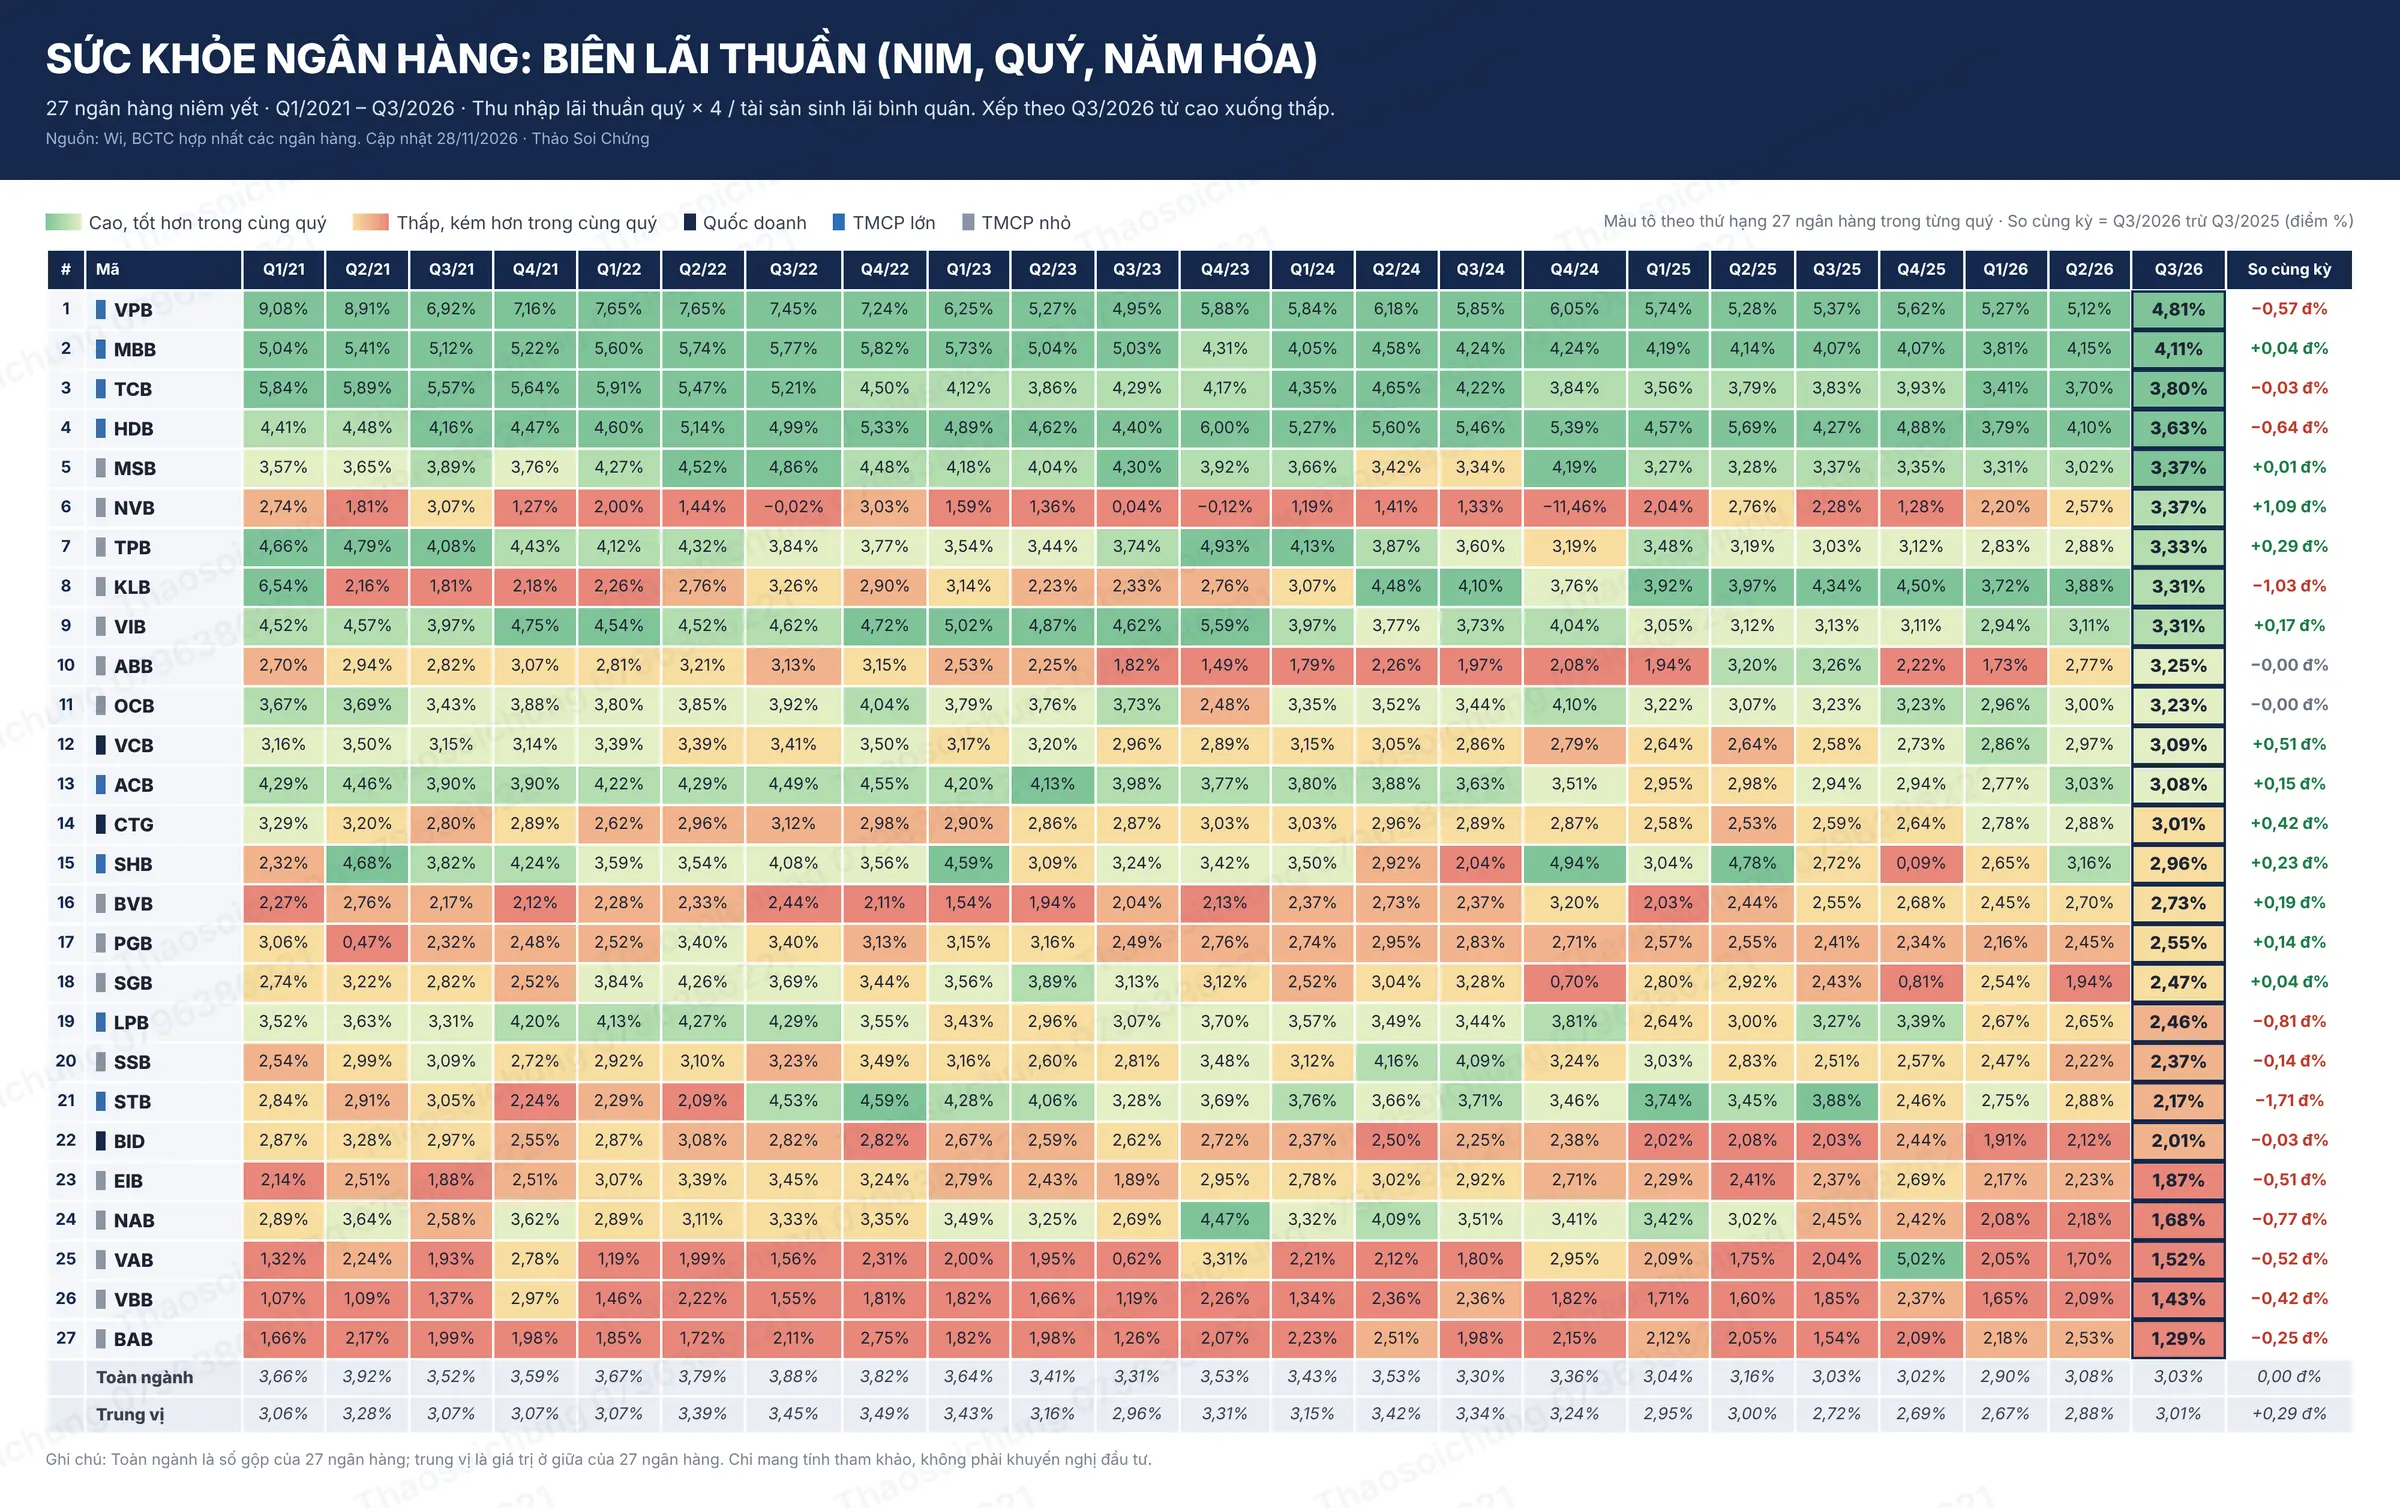 SỨC KHỎE NGÂN HÀNG: BIÊN LÃI THUẦN (NIM, QUÝ, NĂM HÓA)
27 ngân hàng niêm yết · Q1/2021 – Q3/2026 · Thu nhập lãi thuần quý × 4 / tài sản sinh lãi bình quân. Xếp theo Q3/2026 từ cao xuống thấp.
Nguồn: Wi, BCTC hợp nhất các ngân hàng. Cập nhật 28/11/2026 · Thảo Soi Chứng
Cao, tốt hơn trong cùng quý Thấp, kém hơn trong cùng quý Quốc doanh TMCP lớn TMCP nhỏ Màu tô theo thứ hạng 27 ngân hàng trong từng quý · So cùng kỳ = Q3/2026 trừ Q3/2025 (điểm %)
# Mã Q1/21 Q2/21 Q3/21 Q4/21 Q1/22 Q2/22 Q3/22 Q4/22 Q1/23 Q2/23 Q3/23 Q4/23 Q1/24 Q2/24 Q3/24 Q4/24 Q1/25 Q2/25 Q3/25 Q4/25 Q1/26 Q2/26 Q3/26 So cùng kỳ
1 VPB 9,08% 8,91% 6,92% 7,16% 7,65% 7,65% 7,45% 7,24% 6,25% 5,27% 4,95% 5,88% 5,84% 6,18% 5,85% 6,05% 5,74% 5,28% 5,37% 5,62% 5,27% 5,12% 4,81% −0,57 đ%
2 MBB 5,04% 5,41% 5,12% 5,22% 5,60% 5,74% 5,77% 5,82% 5,73% 5,04% 5,03% 4,31% 4,05% 4,58% 4,24% 4,24% 4,19% 4,14% 4,07% 4,07% 3,81% 4,15% 4,11% +0,04 đ%
3 TCB 5,84% 5,89% 5,57% 5,64% 5,91% 5,47% 5,21% 4,50% 4,12% 3,86% 4,29% 4,17% 4,35% 4,65% 4,22% 3,84% 3,56% 3,79% 3,83% 3,93% 3,41% 3,70% 3,80% −0,03 đ%
4 HDB 4,41% 4,48% 4,16% 4,47% 4,60% 5,14% 4,99% 5,33% 4,89% 4,62% 4,40% 6,00% 5,27% 5,60% 5,46% 5,39% 4,57% 5,69% 4,27% 4,88% 3,79% 4,10% 3,63% −0,64 đ%
5 MSB 3,57% 3,65% 3,89% 3,76% 4,27% 4,52% 4,86% 4,48% 4,18% 4,04% 4,30% 3,92% 3,66% 3,42% 3,34% 4,19% 3,27% 3,28% 3,37% 3,35% 3,31% 3,02% 3,37% +0,01 đ%
6 NVB 2,74% 1,81% 3,07% 1,27% 2,00% 1,44% −0,02% 3,03% 1,59% 1,36% 0,04% −0,12% 1,19% 1,41% 1,33% −11,46% 2,04% 2,76% 2,28% 1,28% 2,20% 2,57% 3,37% +1,09 đ%
7 TPB 4,66% 4,79% 4,08% 4,43% 4,12% 4,32% 3,84% 3,77% 3,54% 3,44% 3,74% 4,93% 4,13% 3,87% 3,60% 3,19% 3,48% 3,19% 3,03% 3,12% 2,83% 2,88% 3,33% +0,29 đ%
8 KLB 6,54% 2,16% 1,81% 2,18% 2,26% 2,76% 3,26% 2,90% 3,14% 2,23% 2,33% 2,76% 3,07% 4,48% 4,10% 3,76% 3,92% 3,97% 4,34% 4,50% 3,72% 3,88% 3,31% −1,03 đ%
9 VIB 4,52% 4,57% 3,97% 4,75% 4,54% 4,52% 4,62% 4,72% 5,02% 4,87% 4,62% 5,59% 3,97% 3,77% 3,73% 4,04% 3,05% 3,12% 3,13% 3,11% 2,94% 3,11% 3,31% +0,17 đ%
10 ABB 2,70% 2,94% 2,82% 3,07% 2,81% 3,21% 3,13% 3,15% 2,53% 2,25% 1,82% 1,49% 1,79% 2,26% 1,97% 2,08% 1,94% 3,20% 3,26% 2,22% 1,73% 2,77% 3,25% −0,00 đ%
11 OCB 3,67% 3,69% 3,43% 3,88% 3,80% 3,85% 3,92% 4,04% 3,79% 3,76% 3,73% 2,48% 3,35% 3,52% 3,44% 4,10% 3,22% 3,07% 3,23% 3,23% 2,96% 3,00% 3,23% −0,00 đ%
12 VCB 3,16% 3,50% 3,15% 3,14% 3,39% 3,39% 3,41% 3,50% 3,17% 3,20% 2,96% 2,89% 3,15% 3,05% 2,86% 2,79% 2,64% 2,64% 2,58% 2,73% 2,86% 2,97% 3,09% +0,51 đ%
13 ACB 4,29% 4,46% 3,90% 3,90% 4,22% 4,29% 4,49% 4,55% 4,20% 4,13% 3,98% 3,77% 3,80% 3,88% 3,63% 3,51% 2,95% 2,98% 2,94% 2,94% 2,77% 3,03% 3,08% +0,15 đ%
14 CTG 3,29% 3,20% 2,80% 2,89% 2,62% 2,96% 3,12% 2,98% 2,90% 2,86% 2,87% 3,03% 3,03% 2,96% 2,89% 2,87% 2,58% 2,53% 2,59% 2,64% 2,78% 2,88% 3,01% +0,42 đ%
15 SHB 2,32% 4,68% 3,82% 4,24% 3,59% 3,54% 4,08% 3,56% 4,59% 3,09% 3,24% 3,42% 3,50% 2,92% 2,04% 4,94% 3,04% 4,78% 2,72% 0,09% 2,65% 3,16% 2,96% +0,23 đ%
16 BVB 2,27% 2,76% 2,17% 2,12% 2,28% 2,33% 2,44% 2,11% 1,54% 1,94% 2,04% 2,13% 2,37% 2,73% 2,37% 3,20% 2,03% 2,44% 2,55% 2,68% 2,45% 2,70% 2,73% +0,19 đ%
17 PGB 3,06% 0,47% 2,32% 2,48% 2,52% 3,40% 3,40% 3,13% 3,15% 3,16% 2,49% 2,76% 2,74% 2,95% 2,83% 2,71% 2,57% 2,55% 2,41% 2,34% 2,16% 2,45% 2,55% +0,14 đ%
18 SGB 2,74% 3,22% 2,82% 2,52% 3,84% 4,26% 3,69% 3,44% 3,56% 3,89% 3,13% 3,12% 2,52% 3,04% 3,28% 0,70% 2,80% 2,92% 2,43% 0,81% 2,54% 1,94% 2,47% +0,04 đ%
19 LPB 3,52% 3,63% 3,31% 4,20% 4,13% 4,27% 4,29% 3,55% 3,43% 2,96% 3,07% 3,70% 3,57% 3,49% 3,44% 3,81% 2,64% 3,00% 3,27% 3,39% 2,67% 2,65% 2,46% −0,81 đ%
20 SSB 2,54% 2,99% 3,09% 2,72% 2,92% 3,10% 3,23% 3,49% 3,16% 2,60% 2,81% 3,48% 3,12% 4,16% 4,09% 3,24% 3,03% 2,83% 2,51% 2,57% 2,47% 2,22% 2,37% −0,14 đ%
21 STB 2,84% 2,91% 3,05% 2,24% 2,29% 2,09% 4,53% 4,59% 4,28% 4,06% 3,28% 3,69% 3,76% 3,66% 3,71% 3,46% 3,74% 3,45% 3,88% 2,46% 2,75% 2,88% 2,17% −1,71 đ%
22 BID 2,87% 3,28% 2,97% 2,55% 2,87% 3,08% 2,82% 2,82% 2,67% 2,59% 2,62% 2,72% 2,37% 2,50% 2,25% 2,38% 2,02% 2,08% 2,03% 2,44% 1,91% 2,12% 2,01% −0,03 đ%
23 EIB 2,14% 2,51% 1,88% 2,51% 3,07% 3,39% 3,45% 3,24% 2,79% 2,43% 1,89% 2,95% 2,78% 3,02% 2,92% 2,71% 2,29% 2,41% 2,37% 2,69% 2,17% 2,23% 1,87% −0,51 đ%
24 NAB 2,89% 3,64% 2,58% 3,62% 2,89% 3,11% 3,33% 3,35% 3,49% 3,25% 2,69% 4,47% 3,32% 4,09% 3,51% 3,41% 3,42% 3,02% 2,45% 2,42% 2,08% 2,18% 1,68% −0,77 đ%
25 VAB 1,32% 2,24% 1,93% 2,78% 1,19% 1,99% 1,56% 2,31% 2,00% 1,95% 0,62% 3,31% 2,21% 2,12% 1,80% 2,95% 2,09% 1,75% 2,04% 5,02% 2,05% 1,70% 1,52% −0,52 đ%
26 VBB 1,07% 1,09% 1,37% 2,97% 1,46% 2,22% 1,55% 1,81% 1,82% 1,66% 1,19% 2,26% 1,34% 2,36% 2,36% 1,82% 1,71% 1,60% 1,85% 2,37% 1,65% 2,09% 1,43% −0,42 đ%
27 BAB 1,66% 2,17% 1,99% 1,98% 1,85% 1,72% 2,11% 2,75% 1,82% 1,98% 1,26% 2,07% 2,23% 2,51% 1,98% 2,15% 2,12% 2,05% 1,54% 2,09% 2,18% 2,53% 1,29% −0,25 đ%
Toàn ngành 3,66% 3,92% 3,52% 3,59% 3,67% 3,79% 3,88% 3,82% 3,64% 3,41% 3,31% 3,53% 3,43% 3,53% 3,30% 3,36% 3,04% 3,16% 3,03% 3,02% 2,90% 3,08% 3,03% 0,00 đ%
Trung vị 3,06% 3,28% 3,07% 3,07% 3,07% 3,39% 3,45% 3,49% 3,43% 3,16% 2,96% 3,31% 3,15% 3,42% 3,34% 3,24% 2,95% 3,00% 2,72% 2,69% 2,67% 2,88% 3,01% +0,29 đ%
Ghi chú: Toàn ngành là số gộp của 27 ngân hàng; trung vị là giá trị ở giữa của 27 ngân hàng. Chỉ mang tính tham khảo, không phải khuyến nghị đầu tư.